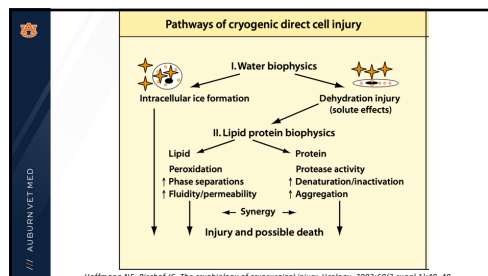 Pathways of cryogenic direct cell injury
I. Water biophysics
Intracellular ice formation
Dehydration injury
(solute effects)
II. Lipid protein biophysics
Lipid
Protein
Peroxidation
↑ Phase separations
↑ Fluidity/permeability
Protease activity
↑ Denaturation/inactivation
↑ Aggregation
Synergy
Injury and possible death
/// AUBURN VET MED